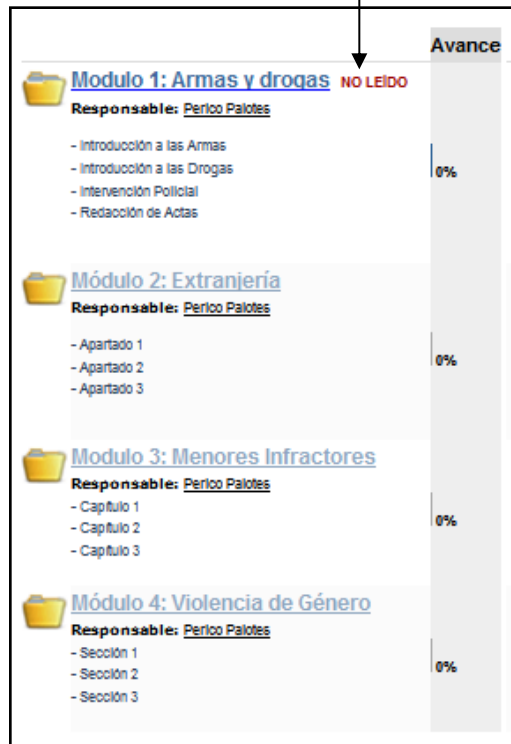 Avance
Modulo 1: Armas y drogas NO LEÍDO
Responsable: Perico Palotes
- Introducción a las Armas
- Introducción a las Drogas
- Intervención Policial
- Redacción de Actas
0%
Módulo 2: Extranjería
Responsable: Perico Palotes
- Apartado 1
- Apartado 2
- Apartado 3
0%
Modulo 3: Menores Infractores
Responsable: Perico Palotes
- Capítulo 1
- Capítulo 2
- Capítulo 3
0%
Módulo 4: Violencia de Género
Responsable: Perico Palotes
- Sección 1
- Sección 2
- Sección 3
0%